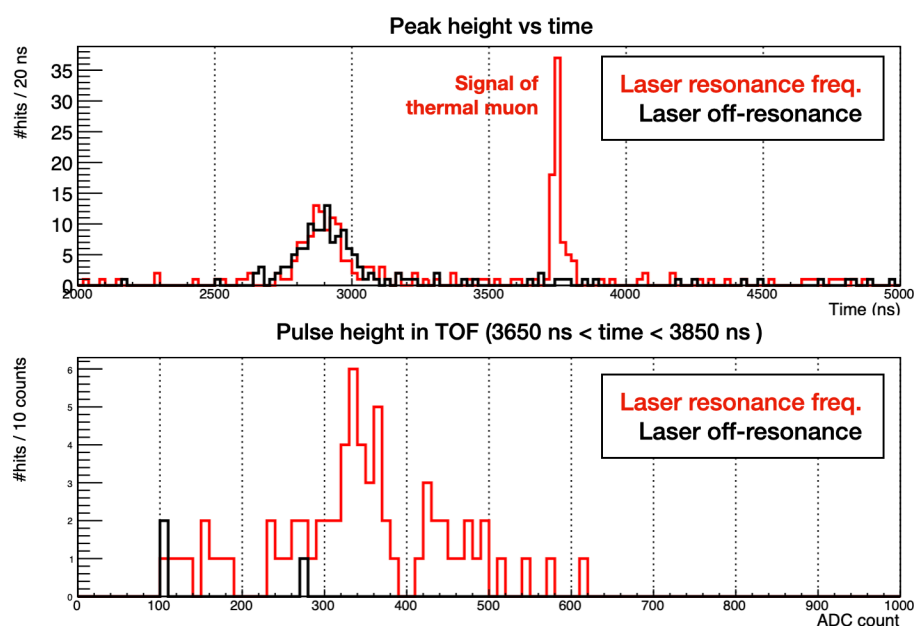 Peak height vs time
#hits / 20 ns
35
30
25
20
15
10
5
0
Signal of
thermal muon
Laser resonance freq.
Laser off-resonance
2000 2500 3000 3500 4000 4500 5000
Time (ns)
Pulse height in TOF (3650 ns < time < 3850 ns )
#hits / 10 counts
6
5
4
3
2
1
0
Laser resonance freq.
Laser off-resonance
0 100 200 300 400 500 600 700 800 900 1000
ADC count